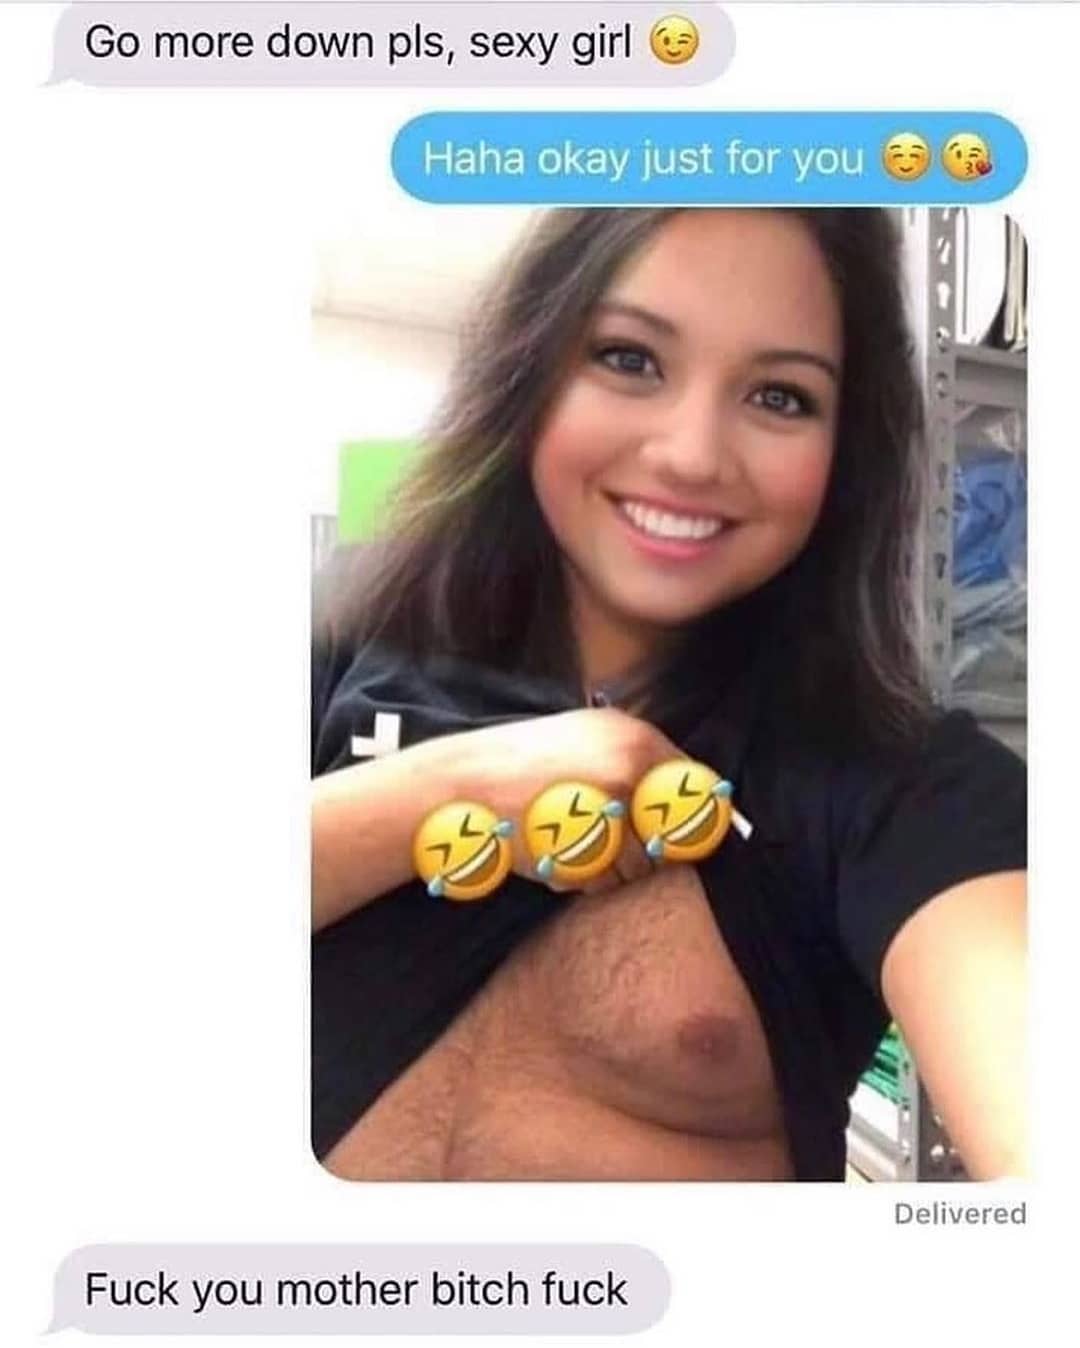 Go more down pls, sexy girl 😉
Haha okay just for you ☺️😘
🤣🤣🤣
Delivered
Fuck you mother bitch fuck